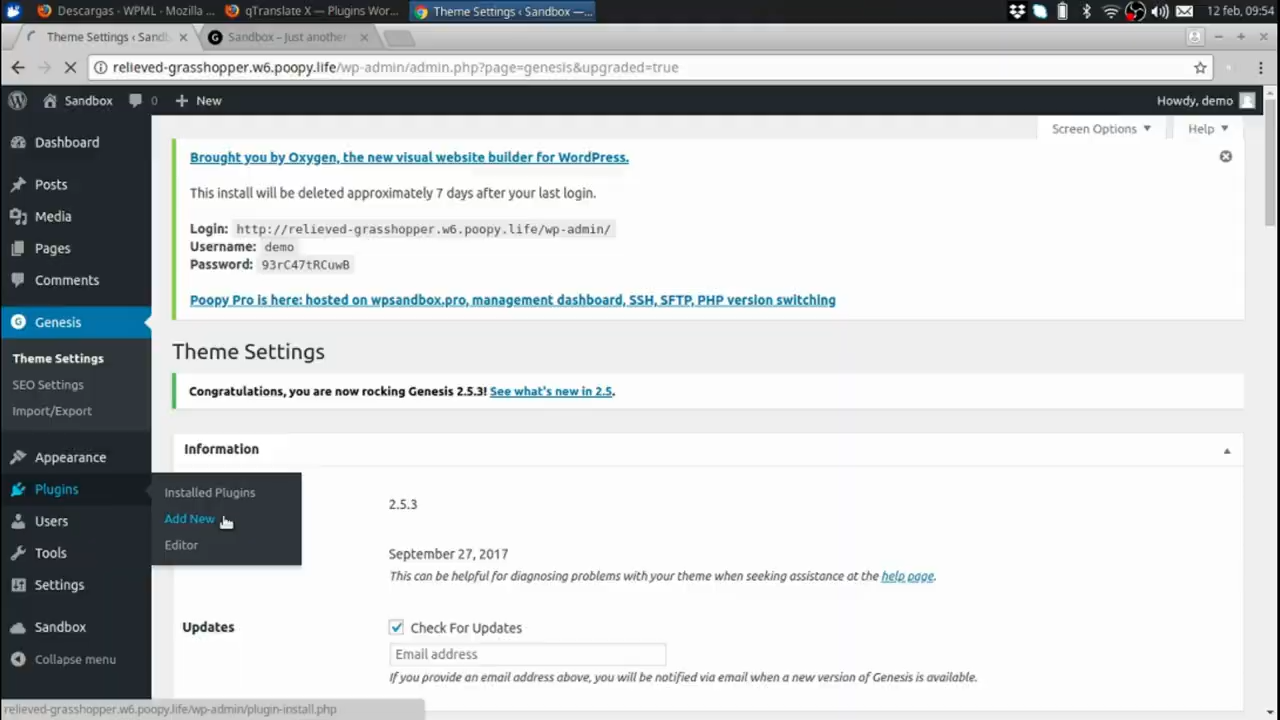 Descargas - WPML - Mozilla ...
qTranslate X — Plugins Wor...
Theme Settings ‹ Sandbox —...
12 feb, 09:54
Theme Settings ‹ Sandb
Sandbox – Just another
relieved-grasshopper.w6.poopy.life/wp-admin/admin.php?page=genesis&upgraded=true
Sandbox
0
New
Howdy, demo
Screen Options
Help
Dashboard
Posts
Media
Pages
Comments
Genesis
Theme Settings
SEO Settings
Import/Export
Appearance
Plugins
Users
Tools
Settings
Sandbox
Collapse menu
Installed Plugins
Add New
Editor
Brought you by Oxygen, the new visual website builder for WordPress.
This install will be deleted approximately 7 days after your last login.
Login: http://relieved-grasshopper.w6.poopy.life/wp-admin/
Username: demo
Password: 93rC47tRCuwB
Poopy Pro is here: hosted on wpsandbox.pro, management dashboard, SSH, SFTP, PHP version switching
Theme Settings
Congratulations, you are now rocking Genesis 2.5.3! See what's new in 2.5.
Information
2.5.3
September 27, 2017
This can be helpful for diagnosing problems with your theme when seeking assistance at the help page.
Updates
Check For Updates
Email address
If you provide an email address above, you will be notified via email when a new version of Genesis is available.
relieved-grasshopper.w6.poopy.life/wp-admin/plugin-install.php